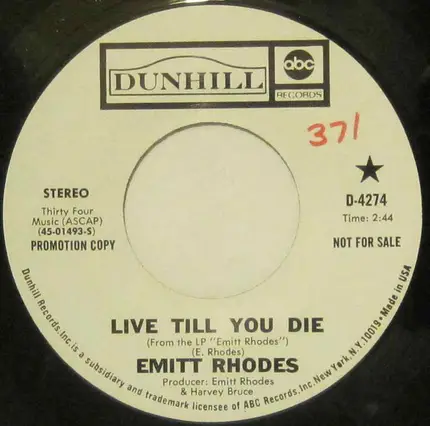 DUNHILL
abc
RECORDS
371
STEREO
Thirty Four
Music (ASCAP)
(45-01493-S)
PROMOTION COPY
★
D-4274
Time: 2:44
NOT FOR SALE
LIVE TILL YOU DIE
(From the LP "Emitt Rhodes")
(E. Rhodes)
EMITT RHODES
Producer: Emitt Rhodes
& Harvey Bruce
Dunhill Records, Inc. is a subsidiary and trademark licensee of ABC Records, Inc. New York, N.Y. 10019 • Made in USA